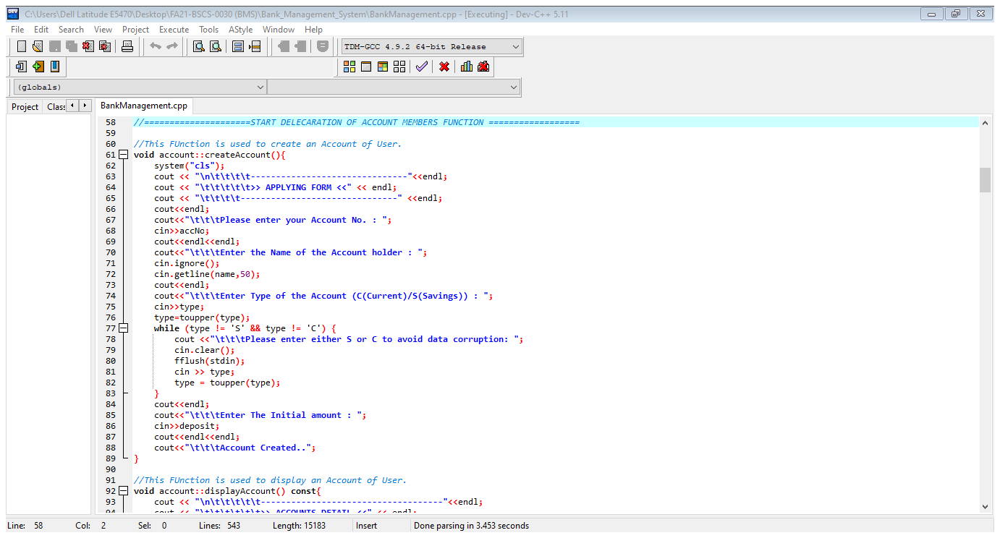 C:\Users\Dell Latitude E5470\Desktop\FA21-BSCS-0030 (BMS)\Bank_Management_System\BankManagement.cpp - [Executing] - Dev-C++ 5.11
File Edit Search View Project Execute Tools AStyle Window Help
TDM-GCC 4.9.2 64-bit Release
(globals)
Project Class BankManagement.cpp
58 //=====================START DELECARATION OF ACCOUNT MEMBERS FUNCTION ==================
59
60 //This FUnction is used to create an Account of User.
61 void account::createAccount(){
62 system("cls");
63 cout << "\n\t\t\t\t-------------------------------"<<endl;
64 cout << "\t\t\t\t\t>> APPLYING FORM <<" << endl;
65 cout << "\t\t\t\t-------------------------------" <<endl;
66 cout<<endl;
67 cout<<"\t\t\tPlease enter your Account No. : ";
68 cin>>accNo;
69 cout<<endl<<endl;
70 cout<<"\t\t\tEnter the Name of the Account holder : ";
71 cin.ignore();
72 cin.getline(name,50);
73 cout<<endl;
74 cout<<"\t\t\tEnter Type of the Account (C(Current)/S(Savings)) : ";
75 cin>>type;
76 type=toupper(type);
77 while (type != 'S' && type != 'C') {
78 cout <<"\t\t\tPlease enter either S or C to avoid data corruption: ";
79 cin.clear();
80 fflush(stdin);
81 cin >> type;
82 type = toupper(type);
83 }
84 cout<<endl;
85 cout<<"\t\t\tEnter The Initial amount : ";
86 cin>>deposit;
87 cout<<endl<<endl;
88 cout<<"\t\t\tAccount Created..";
89 }
90
91 //This FUnction is used to display an Account of User.
92 void account::displayAccount() const{
93 cout << "\n\t\t\t\t\t------------------------------------"<<endl;
94 cout << "\t\t\t\t\t\t>> ACCOUNTS DETAIL <<" << endl;
Line: 58 Col: 2 Sel: 0 Lines: 543 Length: 15183 Insert Done parsing in 3.453 seconds